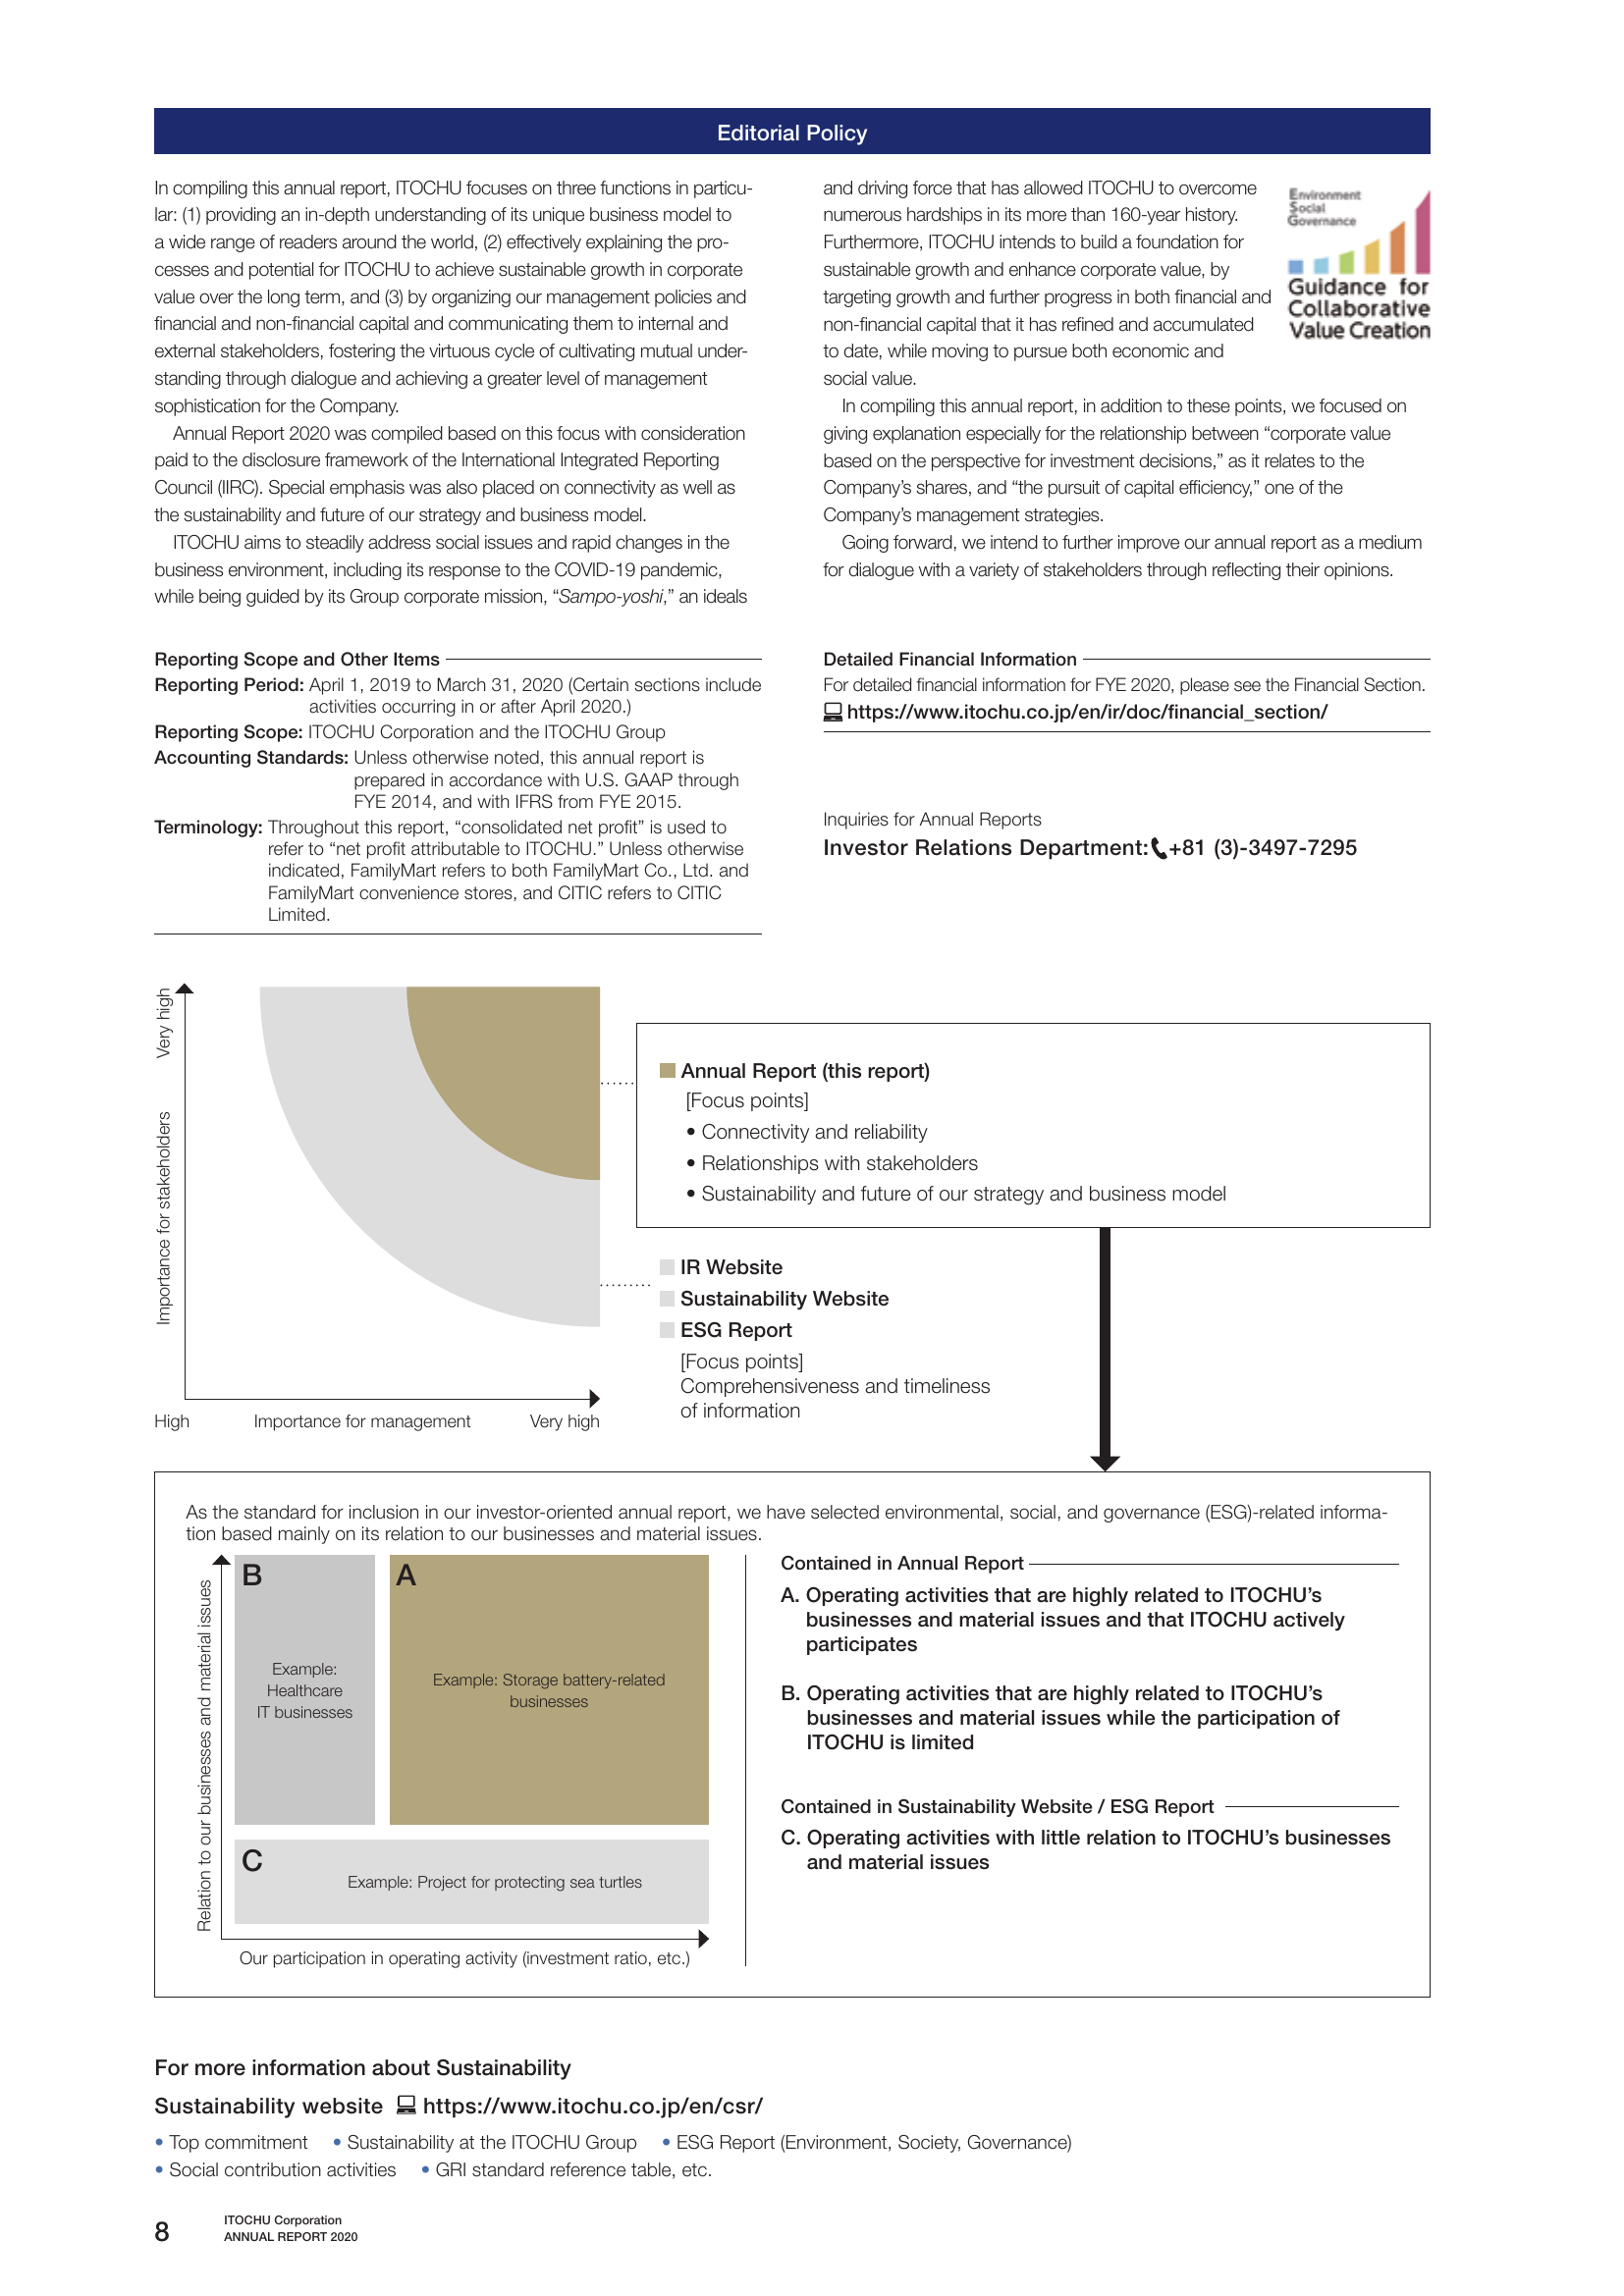 Editorial Policy
In compiling this annual report, ITOCHU focuses on three functions in particu-
lar: (1) providing an in-depth understanding of its unique business model to
a wide range of readers around the world, (2) effectively explaining the pro-
cesses and potential for ITOCHU to achieve sustainable growth in corporate
value over the long term, and (3) by organizing our management policies and
financial and non-financial capital and communicating them to internal and
external stakeholders, fostering the virtuous cycle of cultivating mutual under-
standing through dialogue and achieving a greater level of management
sophistication for the Company.
Annual Report 2020 was compiled based on this focus with consideration
paid to the disclosure framework of the International Integrated Reporting
Council (IIRC). Special emphasis was also placed on connectivity as well as
the sustainability and future of our strategy and business model.
ITOCHU aims to steadily address social issues and rapid changes in the
business environment, including its response to the COVID-19 pandemic,
while being guided by its Group corporate mission, “Sampo-yoshi,” an ideals
and driving force that has allowed ITOCHU to overcome
numerous hardships in its more than 160-year history.
Furthermore, ITOCHU intends to build a foundation for
sustainable growth and enhance corporate value, by
targeting growth and further progress in both financial and
non-financial capital that it has refined and accumulated
to date, while moving to pursue both economic and
social value.
In compiling this annual report, in addition to these points, we focused on
giving explanation especially for the relationship between “corporate value
based on the perspective for investment decisions,” as it relates to the
Company’s shares, and “the pursuit of capital efficiency,” one of the
Company’s management strategies.
Going forward, we intend to further improve our annual report as a medium
for dialogue with a variety of stakeholders through reflecting their opinions.
Environment
Social
Governance
Guidance for
Collaborative
Value Creation
Reporting Scope and Other Items
Reporting Period: April 1, 2019 to March 31, 2020 (Certain sections include
activities occurring in or after April 2020.)
Reporting Scope: ITOCHU Corporation and the ITOCHU Group
Accounting Standards: Unless otherwise noted, this annual report is
prepared in accordance with U.S. GAAP through
FYE 2014, and with IFRS from FYE 2015.
Terminology: Throughout this report, “consolidated net profit” is used to
refer to “net profit attributable to ITOCHU.” Unless otherwise
indicated, FamilyMart refers to both FamilyMart Co., Ltd. and
FamilyMart convenience stores, and CITIC refers to CITIC
Limited.
Detailed Financial Information
For detailed financial information for FYE 2020, please see the Financial Section.
https://www.itochu.co.jp/en/ir/doc/financial_section/
Inquiries for Annual Reports
Investor Relations Department: +81 (3)-3497-7295
Very high
Importance for stakeholders
High
Importance for management
Very high
Annual Report (this report)
[Focus points]
• Connectivity and reliability
• Relationships with stakeholders
• Sustainability and future of our strategy and business model
IR Website
Sustainability Website
ESG Report
[Focus points]
Comprehensiveness and timeliness
of information
As the standard for inclusion in our investor-oriented annual report, we have selected environmental, social, and governance (ESG)-related informa-
tion based mainly on its relation to our businesses and material issues.
Relation to our businesses and material issues
B
Example:
Healthcare
IT businesses
A
Example: Storage battery-related
businesses
C
Example: Project for protecting sea turtles
Our participation in operating activity (investment ratio, etc.)
Contained in Annual Report
A. Operating activities that are highly related to ITOCHU’s
businesses and material issues and that ITOCHU actively
participates
B. Operating activities that are highly related to ITOCHU’s
businesses and material issues while the participation of
ITOCHU is limited
Contained in Sustainability Website / ESG Report
C. Operating activities with little relation to ITOCHU’s businesses
and material issues
For more information about Sustainability
Sustainability website https://www.itochu.co.jp/en/csr/
• Top commitment • Sustainability at the ITOCHU Group • ESG Report (Environment, Society, Governance)
• Social contribution activities • GRI standard reference table, etc.
8
ITOCHU Corporation
ANNUAL REPORT 2020